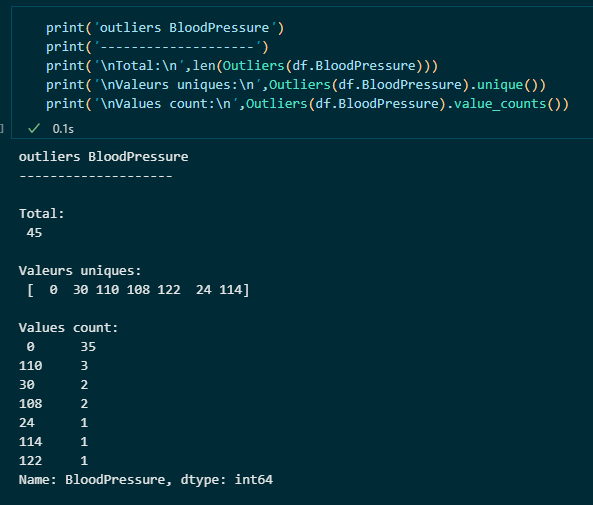 print('outliers BloodPressure')
print('--------------------')
print('\nTotal:\n',len(Outliers(df.BloodPressure)))
print('\nValeurs uniques:\n',Outliers(df.BloodPressure).unique())
print('\nValues count:\n',Outliers(df.BloodPressure).value_counts())
] ✓ 0.1s
outliers BloodPressure
--------------------
Total:
45
Valeurs uniques:
[  0  30 110 108 122  24 114]
Values count:
0      35
110     3
30      2
108     2
24      1
114     1
122     1
Name: BloodPressure, dtype: int64